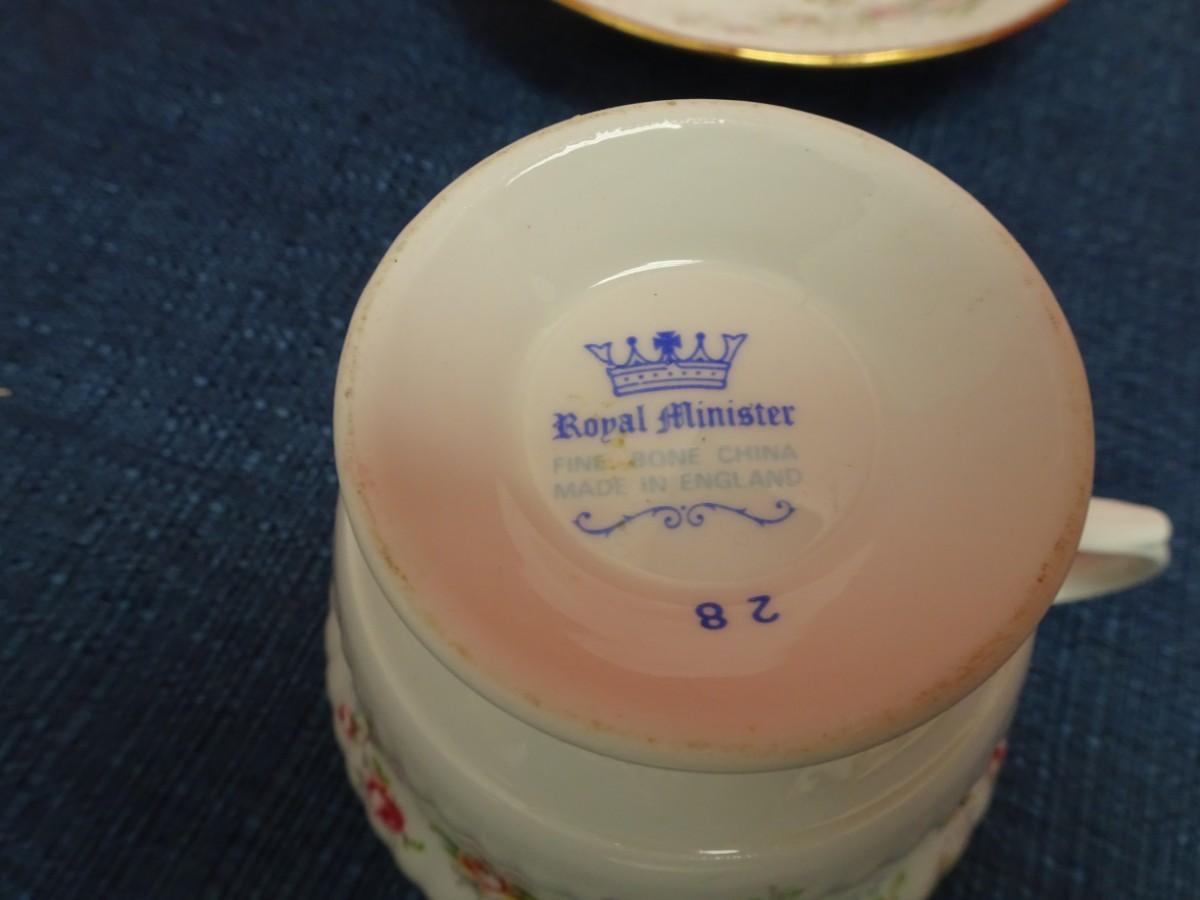 Royal Minister
FINE BONE CHINA
MADE IN ENGLAND
28